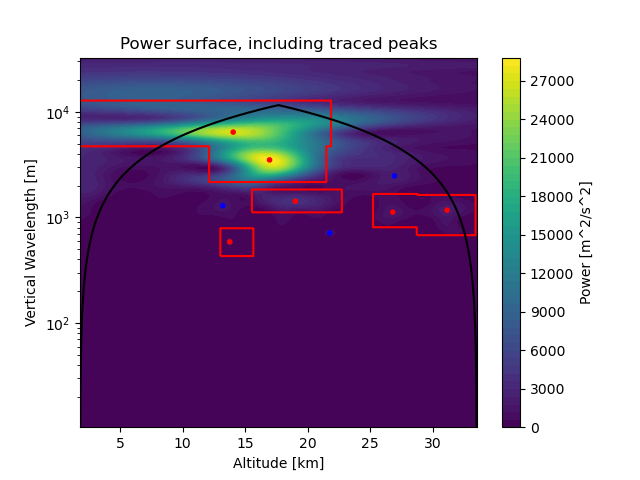 Power surface, including traced peaks
Vertical Wavelength [m]
10^4
10^3
10^2
5 10 15 20 25 30
Altitude [km]
27000
24000
21000
18000
15000
12000
9000
6000
3000
0
Power [m^2/s^2]